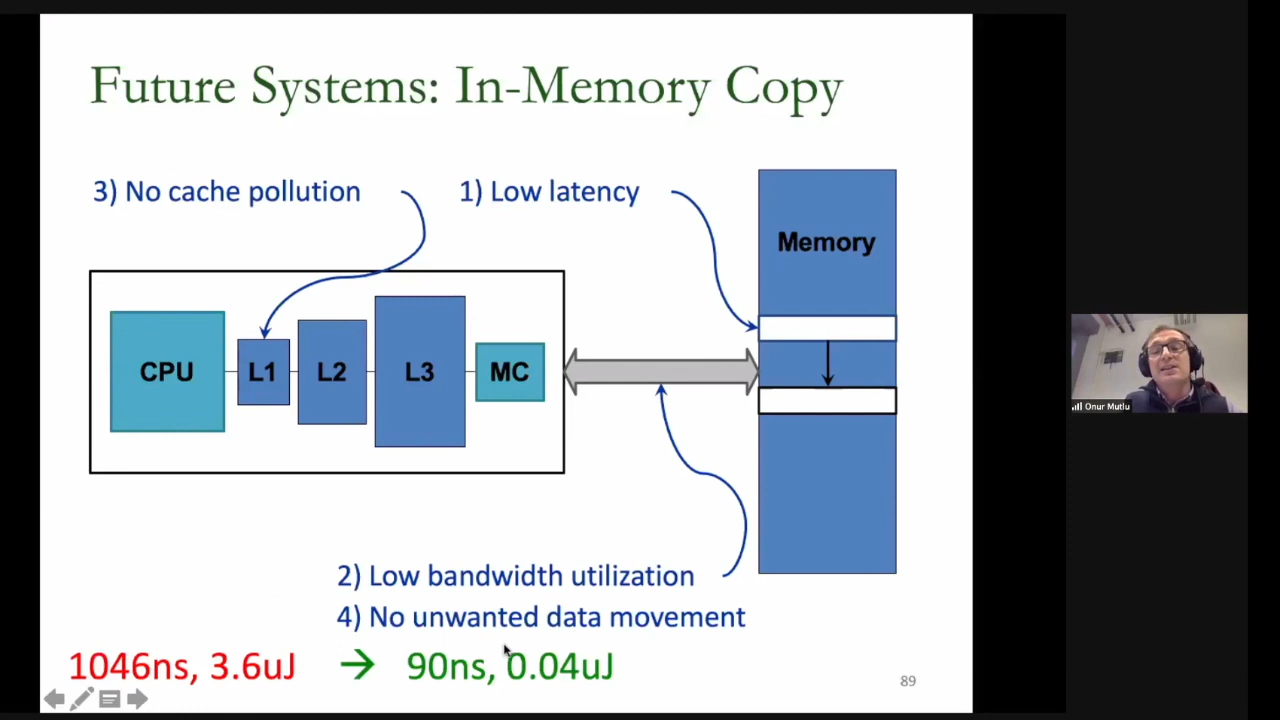 Future Systems: In-Memory Copy
3) No cache pollution
1) Low latency
Memory
CPU
L1
L2
L3
MC
2) Low bandwidth utilization
4) No unwanted data movement
1046ns, 3.6uJ → 90ns, 0.04uJ
89
Onur Mutlu